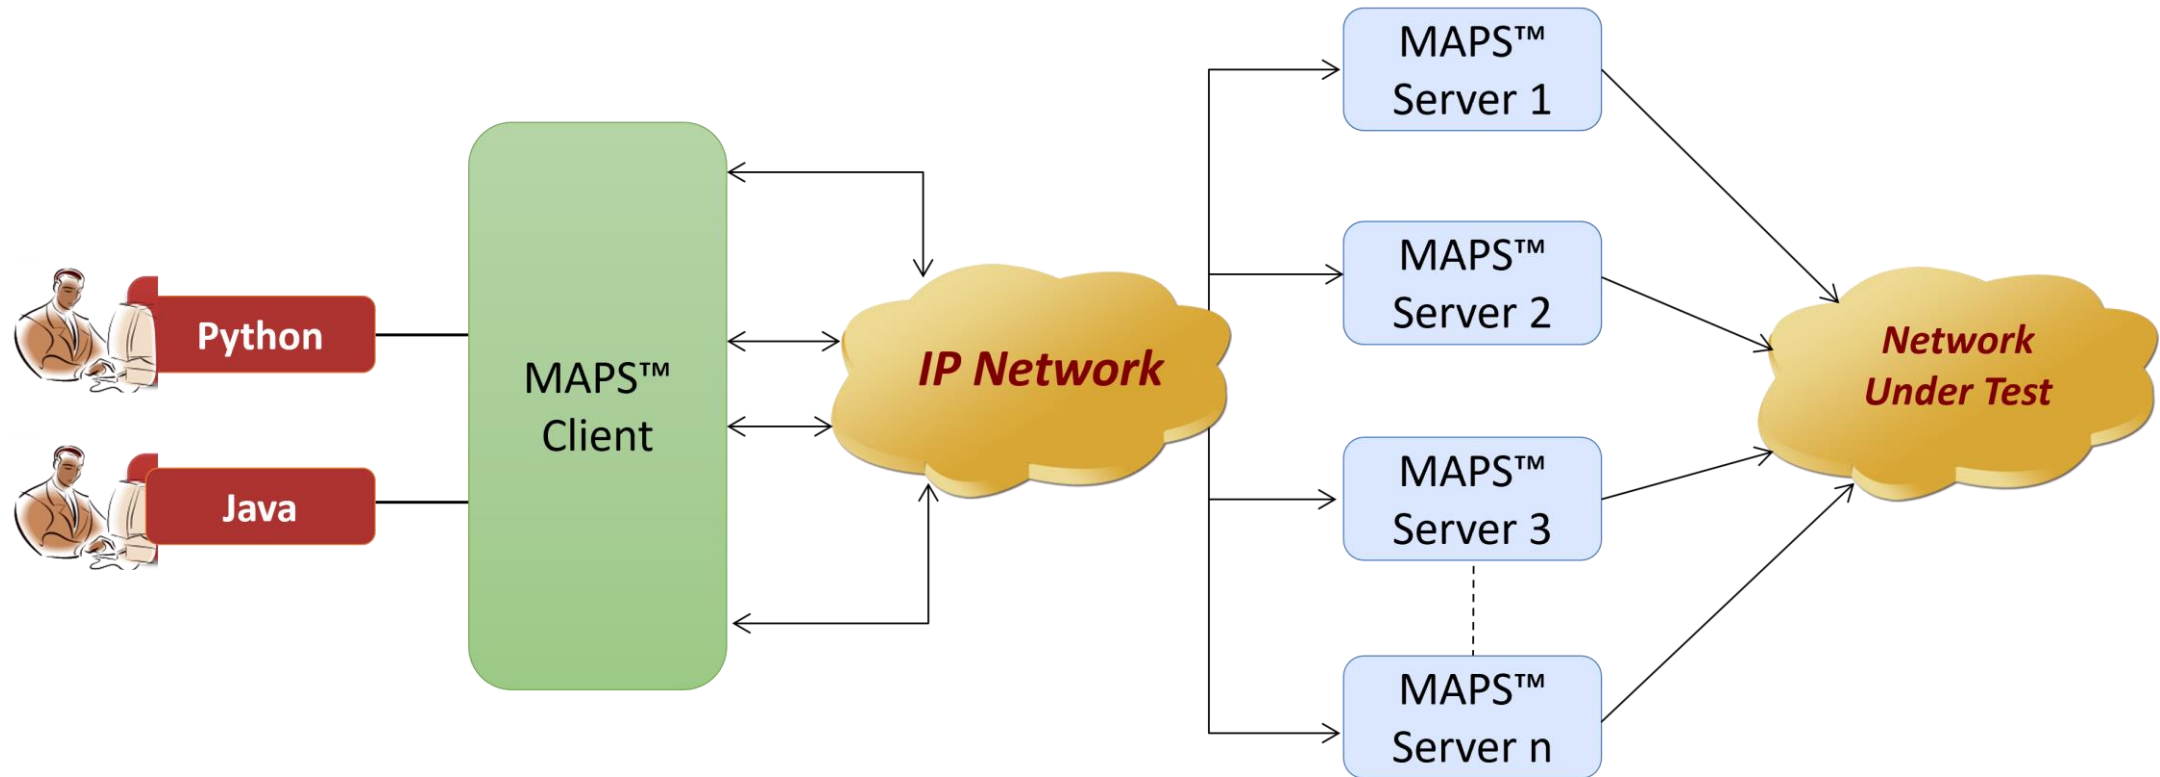 Python
Java
MAPS™
Client
IP Network
MAPS™
Server 1
MAPS™
Server 2
MAPS™
Server 3
MAPS™
Server n
Network
Under Test